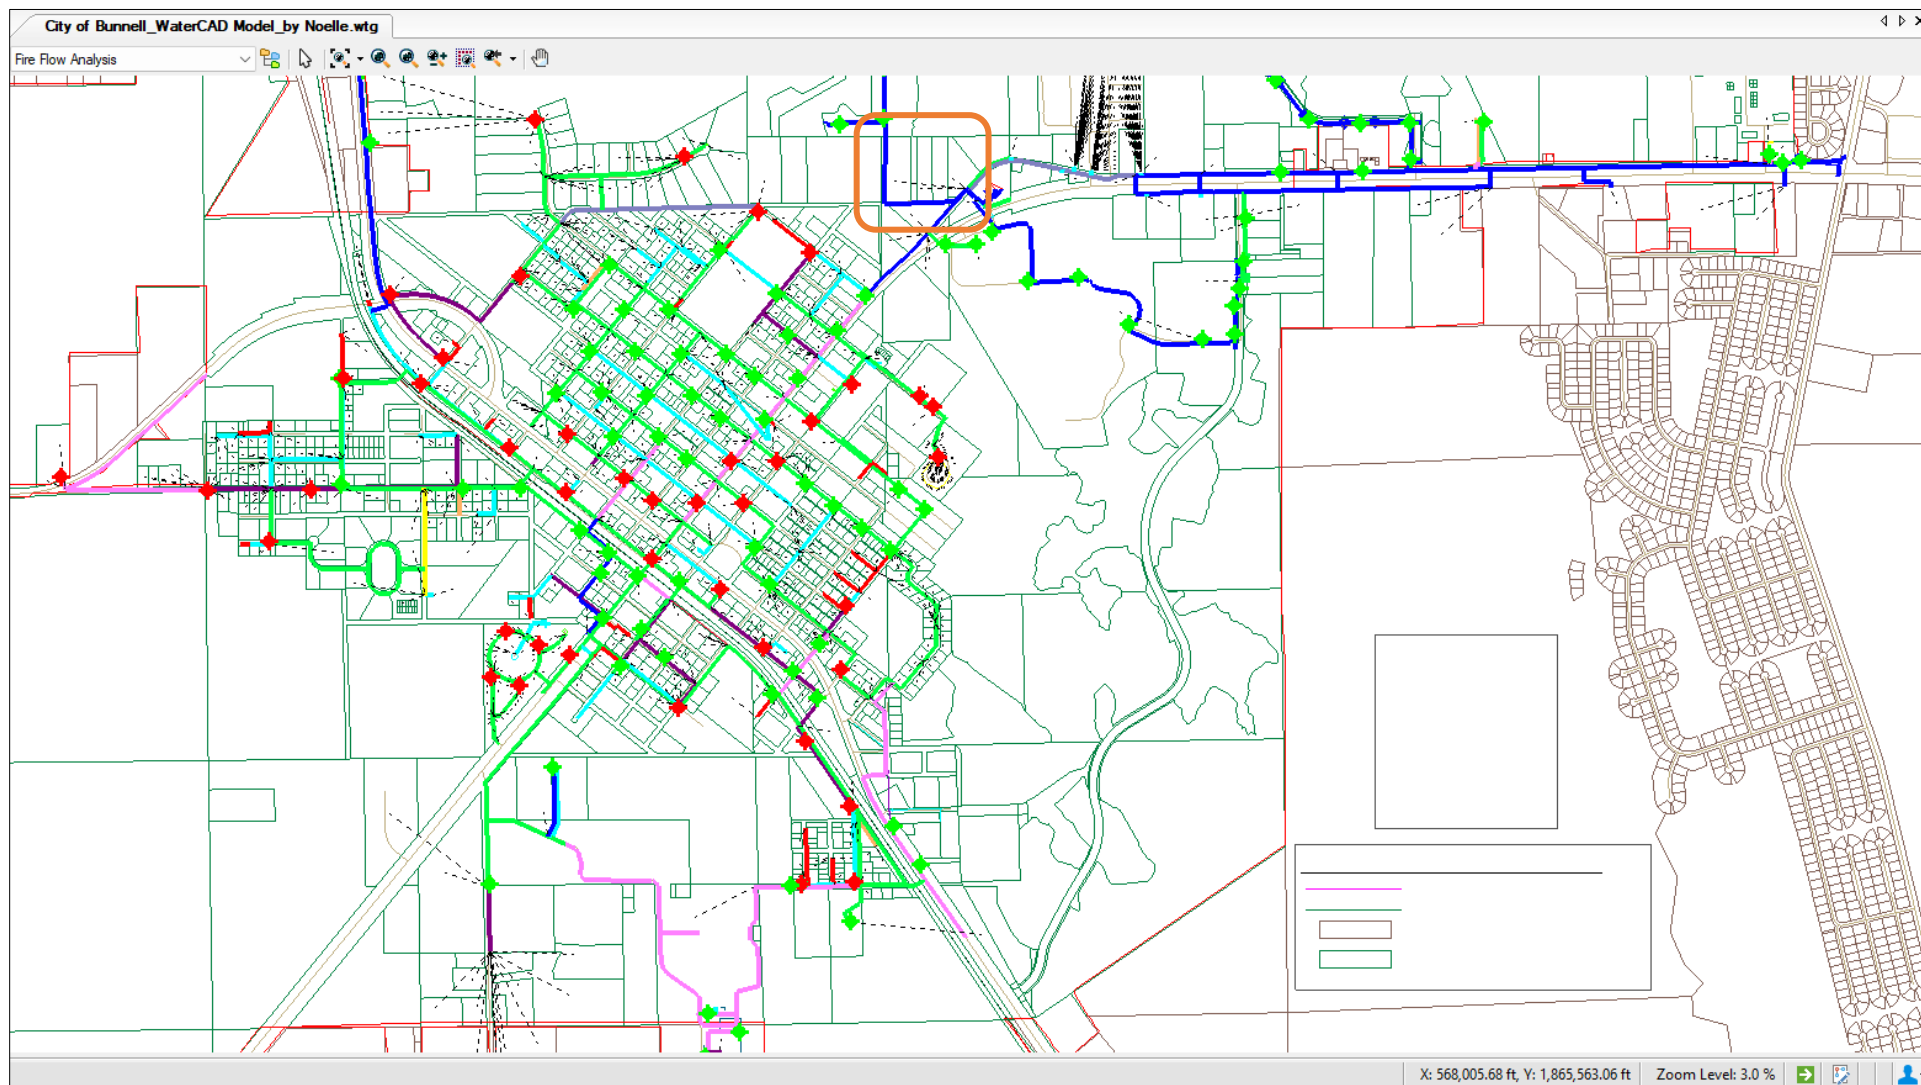 City of Bunnell_WaterCAD Model_by Noelle.wtg
Fire Flow Analysis
X: 568,005.68 ft, Y: 1,865,563.06 ft
Zoom Level: 3.0 %